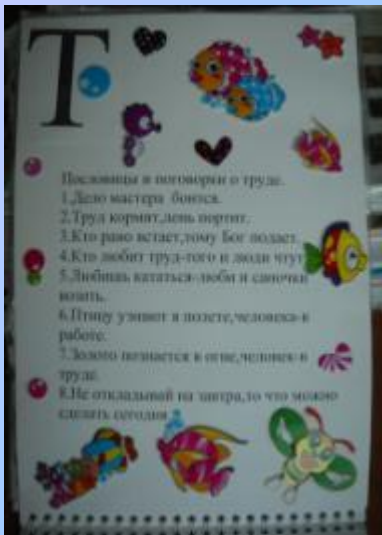 Т
Пословицы и поговорки о труде.
1.Дело мастера боится.
2.Труд кормит,лень портит.
3.Кто рано встает,тому Бог подает.
4.Кто любит труд-того и люди чтут
5.Любишь кататься-люби и саночки
возить.
6.Птицу узнают в полете,человека-в
работе.
7.Золото познается в огне,человек-в
труде.
8.Не откладывай на завтра,то что можно
сделать сегодня